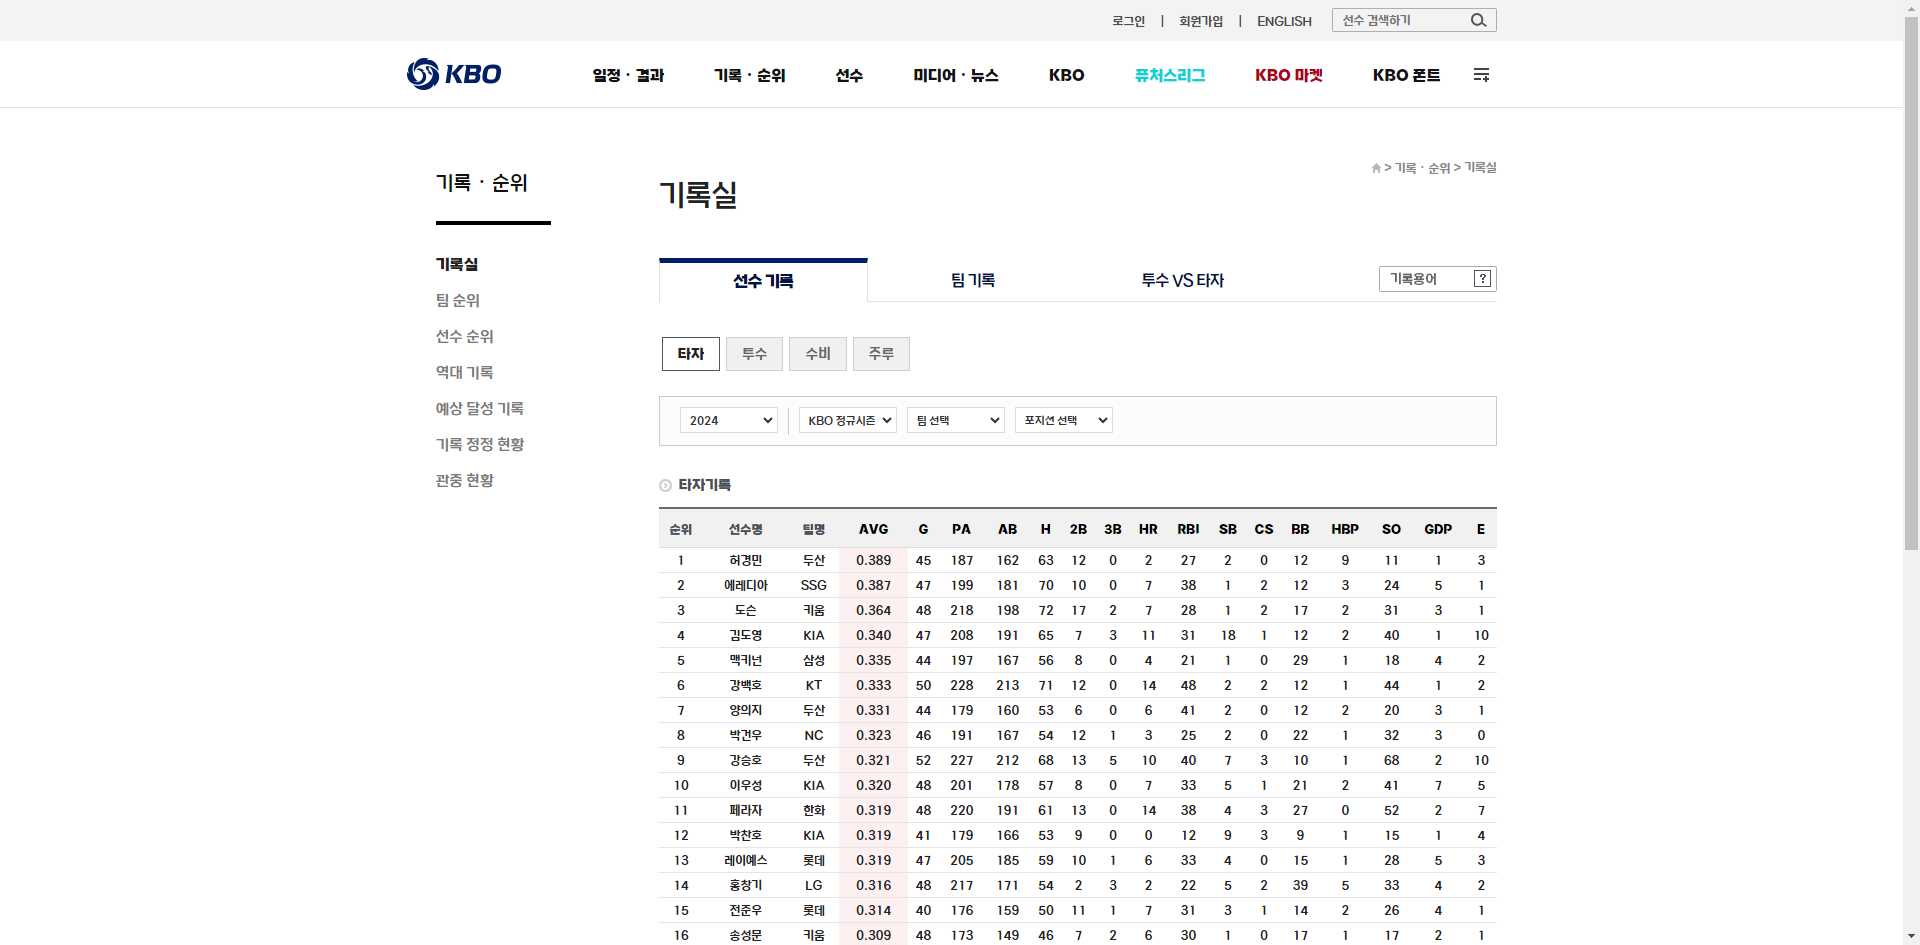 로그인 | 회원가입 | ENGLISH 선수 검색하기
KBO 일정 · 결과 기록 · 순위 선수 미디어 · 뉴스 KBO 퓨처스리그 KBO 마켓 KBO 폰트
> 기록 · 순위 > 기록실
기록 · 순위
기록실
팀 순위
선수 순위
역대 기록
예상 달성 기록
기록 정정 현황
관중 현황
기록실
선수 기록 팀 기록 투수 VS 타자 기록용어 ?
타자 투수 수비 주루
2024 KBO 정규시즌 팀 선택 포지션 선택
타자기록
순위 선수명 팀명 AVG G PA AB H 2B 3B HR RBI SB CS BB HBP SO GDP E
1 허경민 두산 0.389 45 187 162 63 12 0 2 27 2 0 12 9 11 1 3
2 에레디아 SSG 0.387 47 199 181 70 10 0 7 38 1 2 12 3 24 5 1
3 도슨 키움 0.364 48 218 198 72 17 2 7 28 1 2 17 2 31 3 1
4 김도영 KIA 0.340 47 208 191 65 7 3 11 31 18 1 12 2 40 1 10
5 맥키넌 삼성 0.335 44 197 167 56 8 0 4 21 1 0 29 1 18 4 2
6 강백호 KT 0.333 50 228 213 71 12 0 14 48 2 2 12 1 44 1 2
7 양의지 두산 0.331 44 179 160 53 6 0 6 41 2 0 12 2 20 3 1
8 박건우 NC 0.323 46 191 167 54 12 1 3 25 2 0 22 1 32 3 0
9 강승호 두산 0.321 52 227 212 68 13 5 10 40 7 3 10 1 68 2 10
10 이우성 KIA 0.320 48 201 178 57 8 0 7 33 5 1 21 2 41 7 5
11 페라자 한화 0.319 48 220 191 61 13 0 14 38 4 3 27 0 52 2 7
12 박찬호 KIA 0.319 41 179 166 53 9 0 0 12 9 3 9 1 15 1 4
13 레이예스 롯데 0.319 47 205 185 59 10 1 6 33 4 0 15 1 28 5 3
14 홍창기 LG 0.316 48 217 171 54 2 3 2 22 5 2 39 5 33 4 2
15 전준우 롯데 0.314 40 176 159 50 11 1 7 31 3 1 14 2 26 4 1
16 송성문 키움 0.309 48 173 149 46 7 2 6 30 1 0 17 1 17 2 1